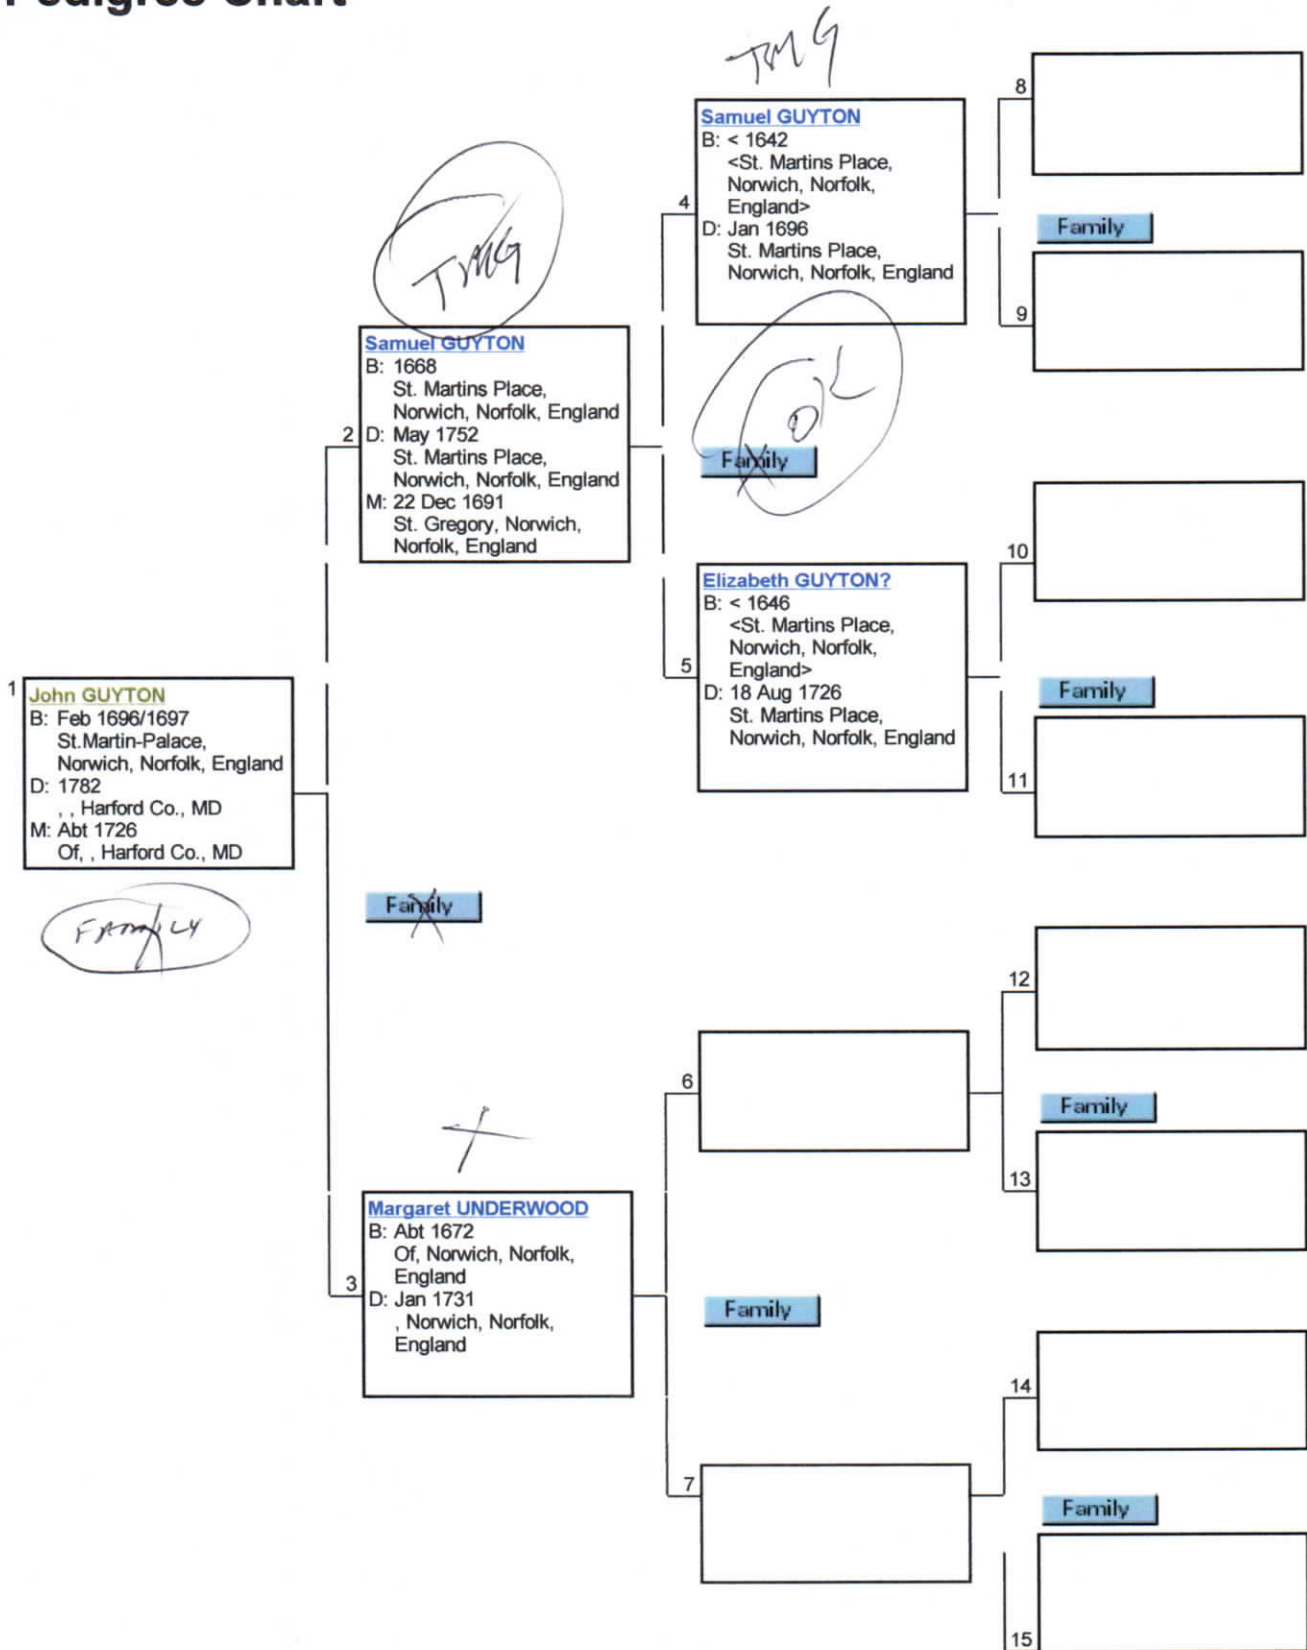 Pedigree Chart
TMG
8
Samuel GUYTON
B: < 1642
<St. Martins Place,
Norwich, Norfolk,
England>
D: Jan 1696
St. Martins Place,
Norwich, Norfolk, England
4
Family
9
TMG
Samuel GUYTON
B: 1668
St. Martins Place,
Norwich, Norfolk, England
2
D: May 1752
St. Martins Place,
Norwich, Norfolk, England
M: 22 Dec 1691
St. Gregory, Norwich,
Norfolk, England
OK
Family
10
Elizabeth GUYTON?
B: < 1646
<St. Martins Place,
Norwich, Norfolk,
England>
5
D: 18 Aug 1726
St. Martins Place,
Norwich, Norfolk, England
Family
11
1
John GUYTON
B: Feb 1696/1697
St.Martin-Palace,
Norwich, Norfolk, England
D: 1782
, , Harford Co., MD
M: Abt 1726
Of, , Harford Co., MD
FAMILY
Family
12
6
Family
13
X
Margaret UNDERWOOD
B: Abt 1672
Of, Norwich, Norfolk,
England
3
D: Jan 1731
, Norwich, Norfolk,
England
Family
14
7
Family
15